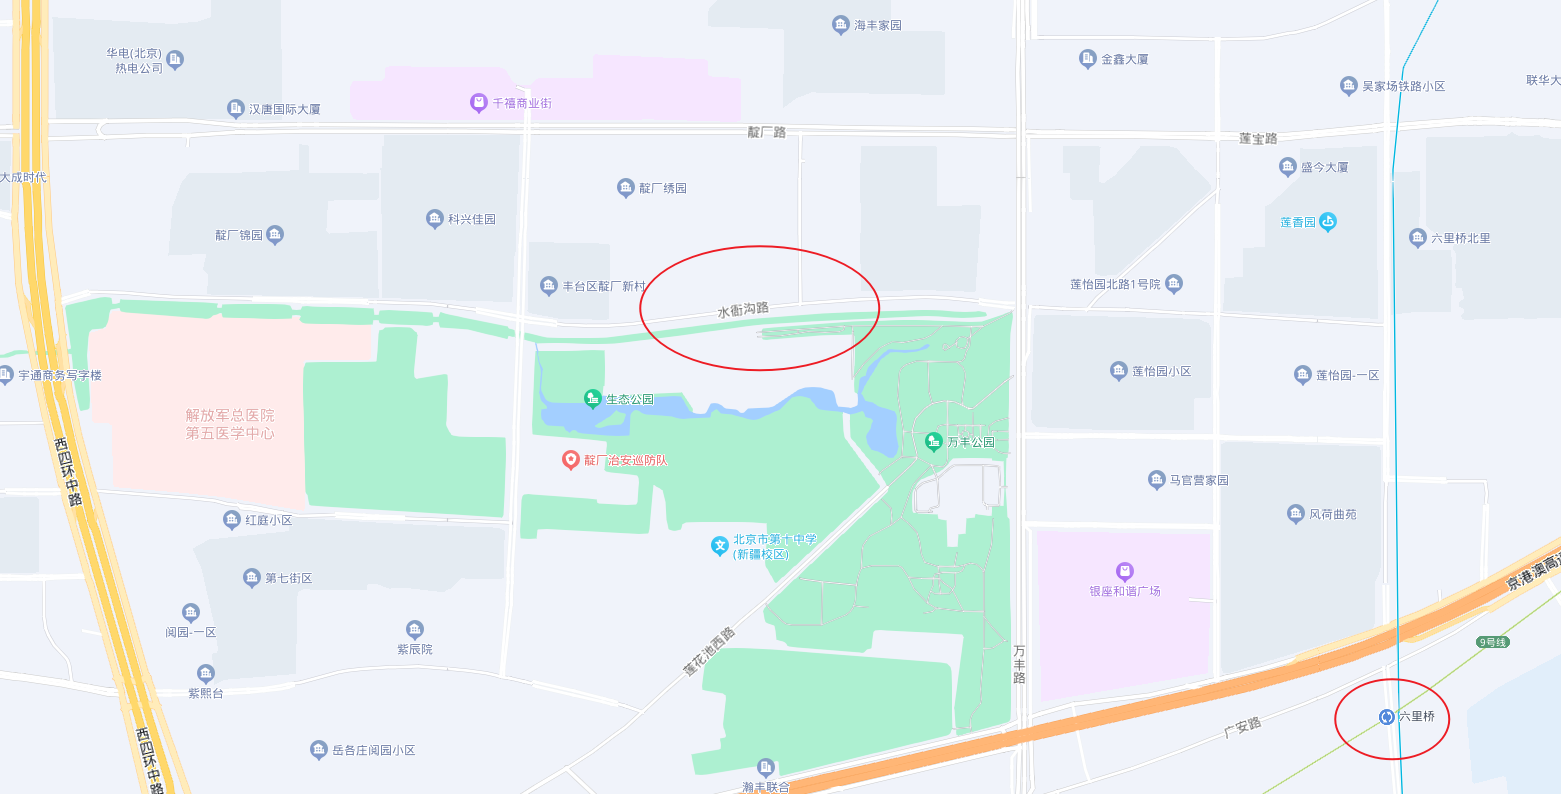 海丰家园
华电(北京)
热电公司
金鑫大厦
吴家场铁路小区
联华大
汉唐国际大厦
千禧商业街
靛厂路
莲宝路
大成时代
靛厂绣园
盛今大厦
科兴佳园
莲香园
靛厂锦园
六里桥北里
丰台区靛厂新村
莲怡园北路1号院
水衙沟路
宇通商务写字楼
莲怡园小区
莲怡园-一区
生态公园
解放军总医院
第五医学中心
万丰公园
西四环中路
靛厂治安巡防队
马官营家园
红庭小区
风荷曲苑
北京市第十中学
(新疆校区)
第七街区
银座和谐广场
京港澳高速
阅园-一区
紫辰院
莲花池西路
万丰路
9号线
紫熙台
六里桥
广安路
西四环中路
岳各庄阅园小区
瀚丰联合